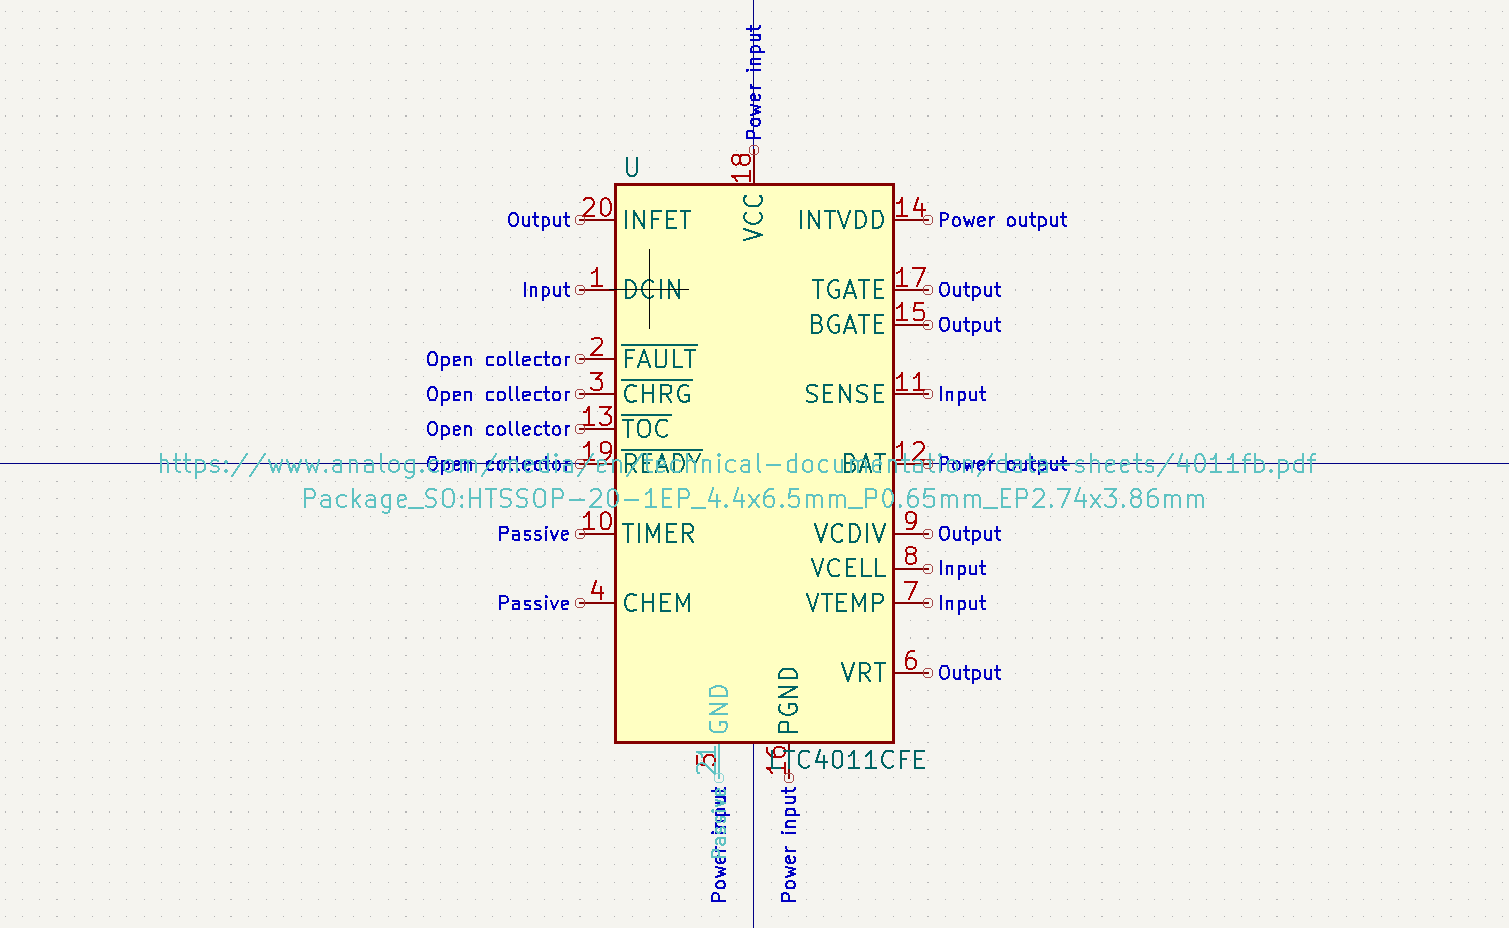 Power input
18
VCC
U
Output 20 INFET
INTVDD 14 Power output
Input 1 DCIN
TGATE 17 Output
BGATE 15 Output
Open collector 2 FAULT
Open collector 3 CHRG
SENSE 11 Input
Open collector 13 TOC
Open collector 19 READY
BAT 12 Power output
https://www.analog.com/media/en/technical-documentation/data-sheets/4011fb.pdf
Package_SO:HTSSOP-20-1EP_4.4x6.5mm_P0.65mm_EP2.74x3.86mm
Passive 10 TIMER
VCDIV 9 Output
VCELL 8 Input
Passive 4 CHEM
VTEMP 7 Input
VRT 6 Output
GND
PGND
5
21
16
LTC4011CFE
Power input
Passive
Power input